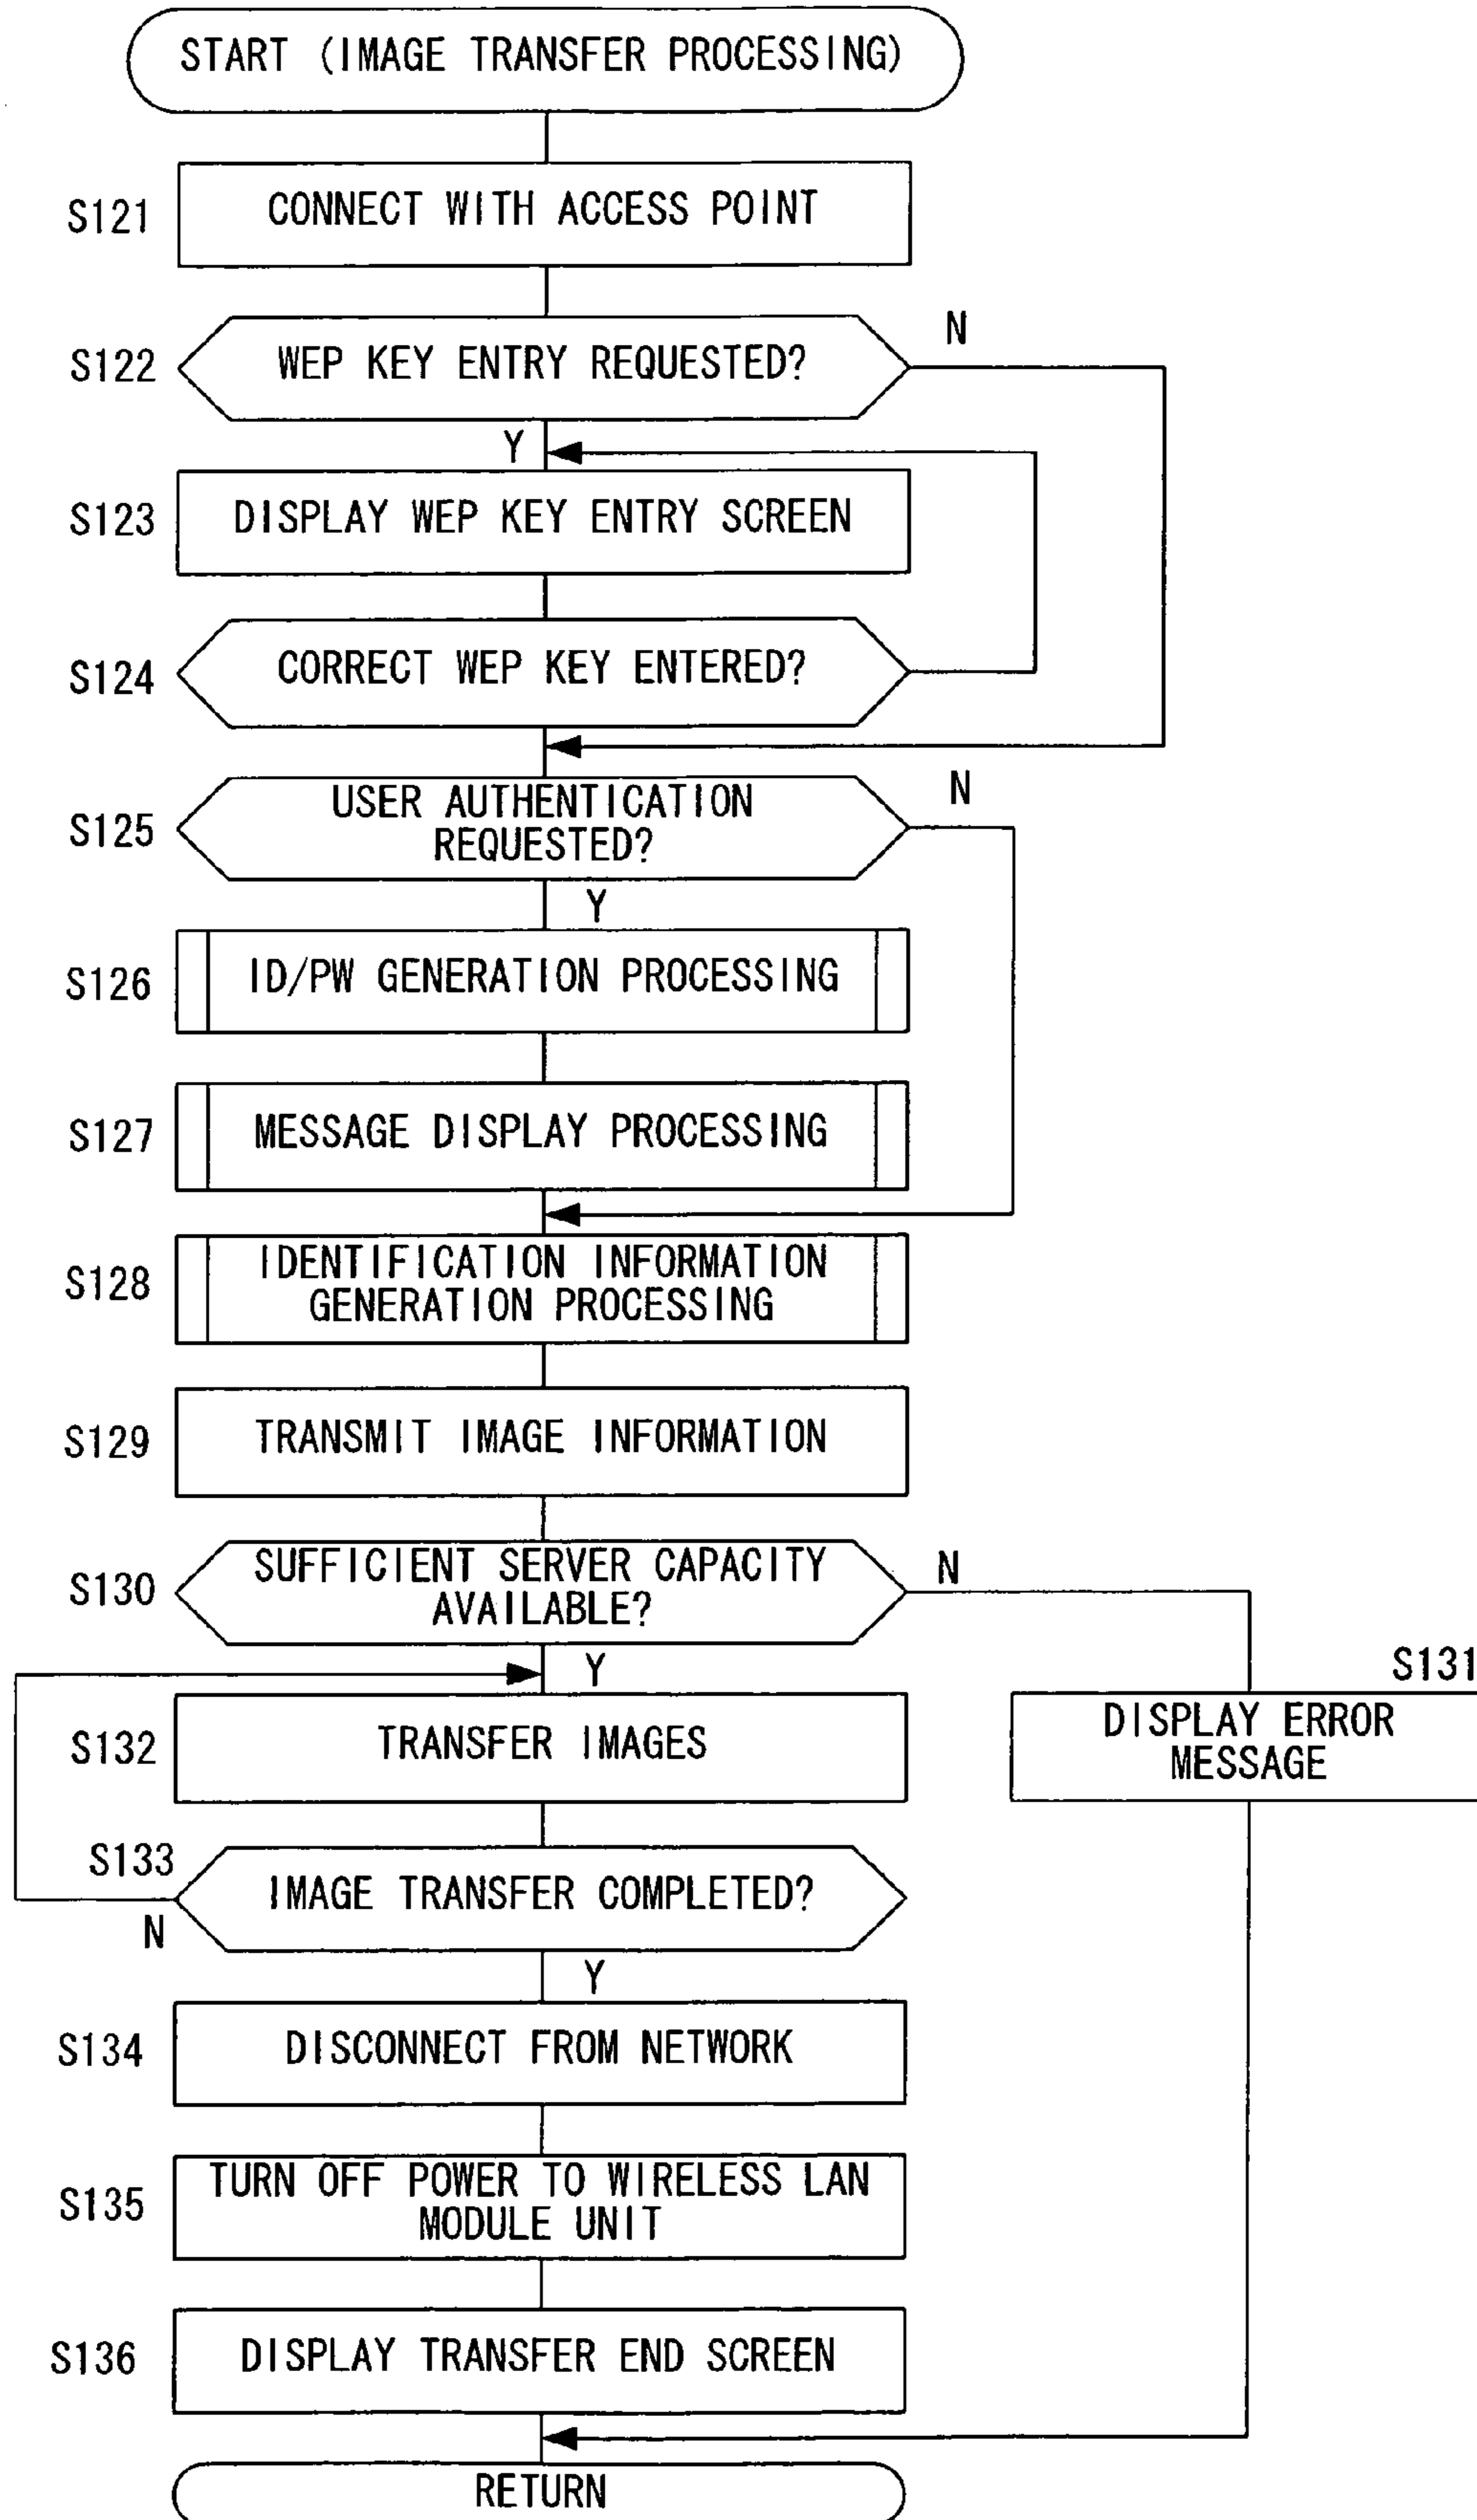 START (IMAGE TRANSFER PROCESSING)
S121
CONNECT WITH ACCESS POINT
S122
WEP KEY ENTRY REQUESTED?
N
Y
S123
DISPLAY WEP KEY ENTRY SCREEN
S124
CORRECT WEP KEY ENTERED?
S125
USER AUTHENTICATION
REQUESTED?
N
Y
S126
ID/PW GENERATION PROCESSING
S127
MESSAGE DISPLAY PROCESSING
S128
IDENTIFICATION INFORMATION
GENERATION PROCESSING
S129
TRANSMIT IMAGE INFORMATION
S130
SUFFICIENT SERVER CAPACITY
AVAILABLE?
N
Y
S131
DISPLAY ERROR
MESSAGE
S132
TRANSFER IMAGES
S133
IMAGE TRANSFER COMPLETED?
N
Y
S134
DISCONNECT FROM NETWORK
S135
TURN OFF POWER TO WIRELESS LAN
MODULE UNIT
S136
DISPLAY TRANSFER END SCREEN
RETURN